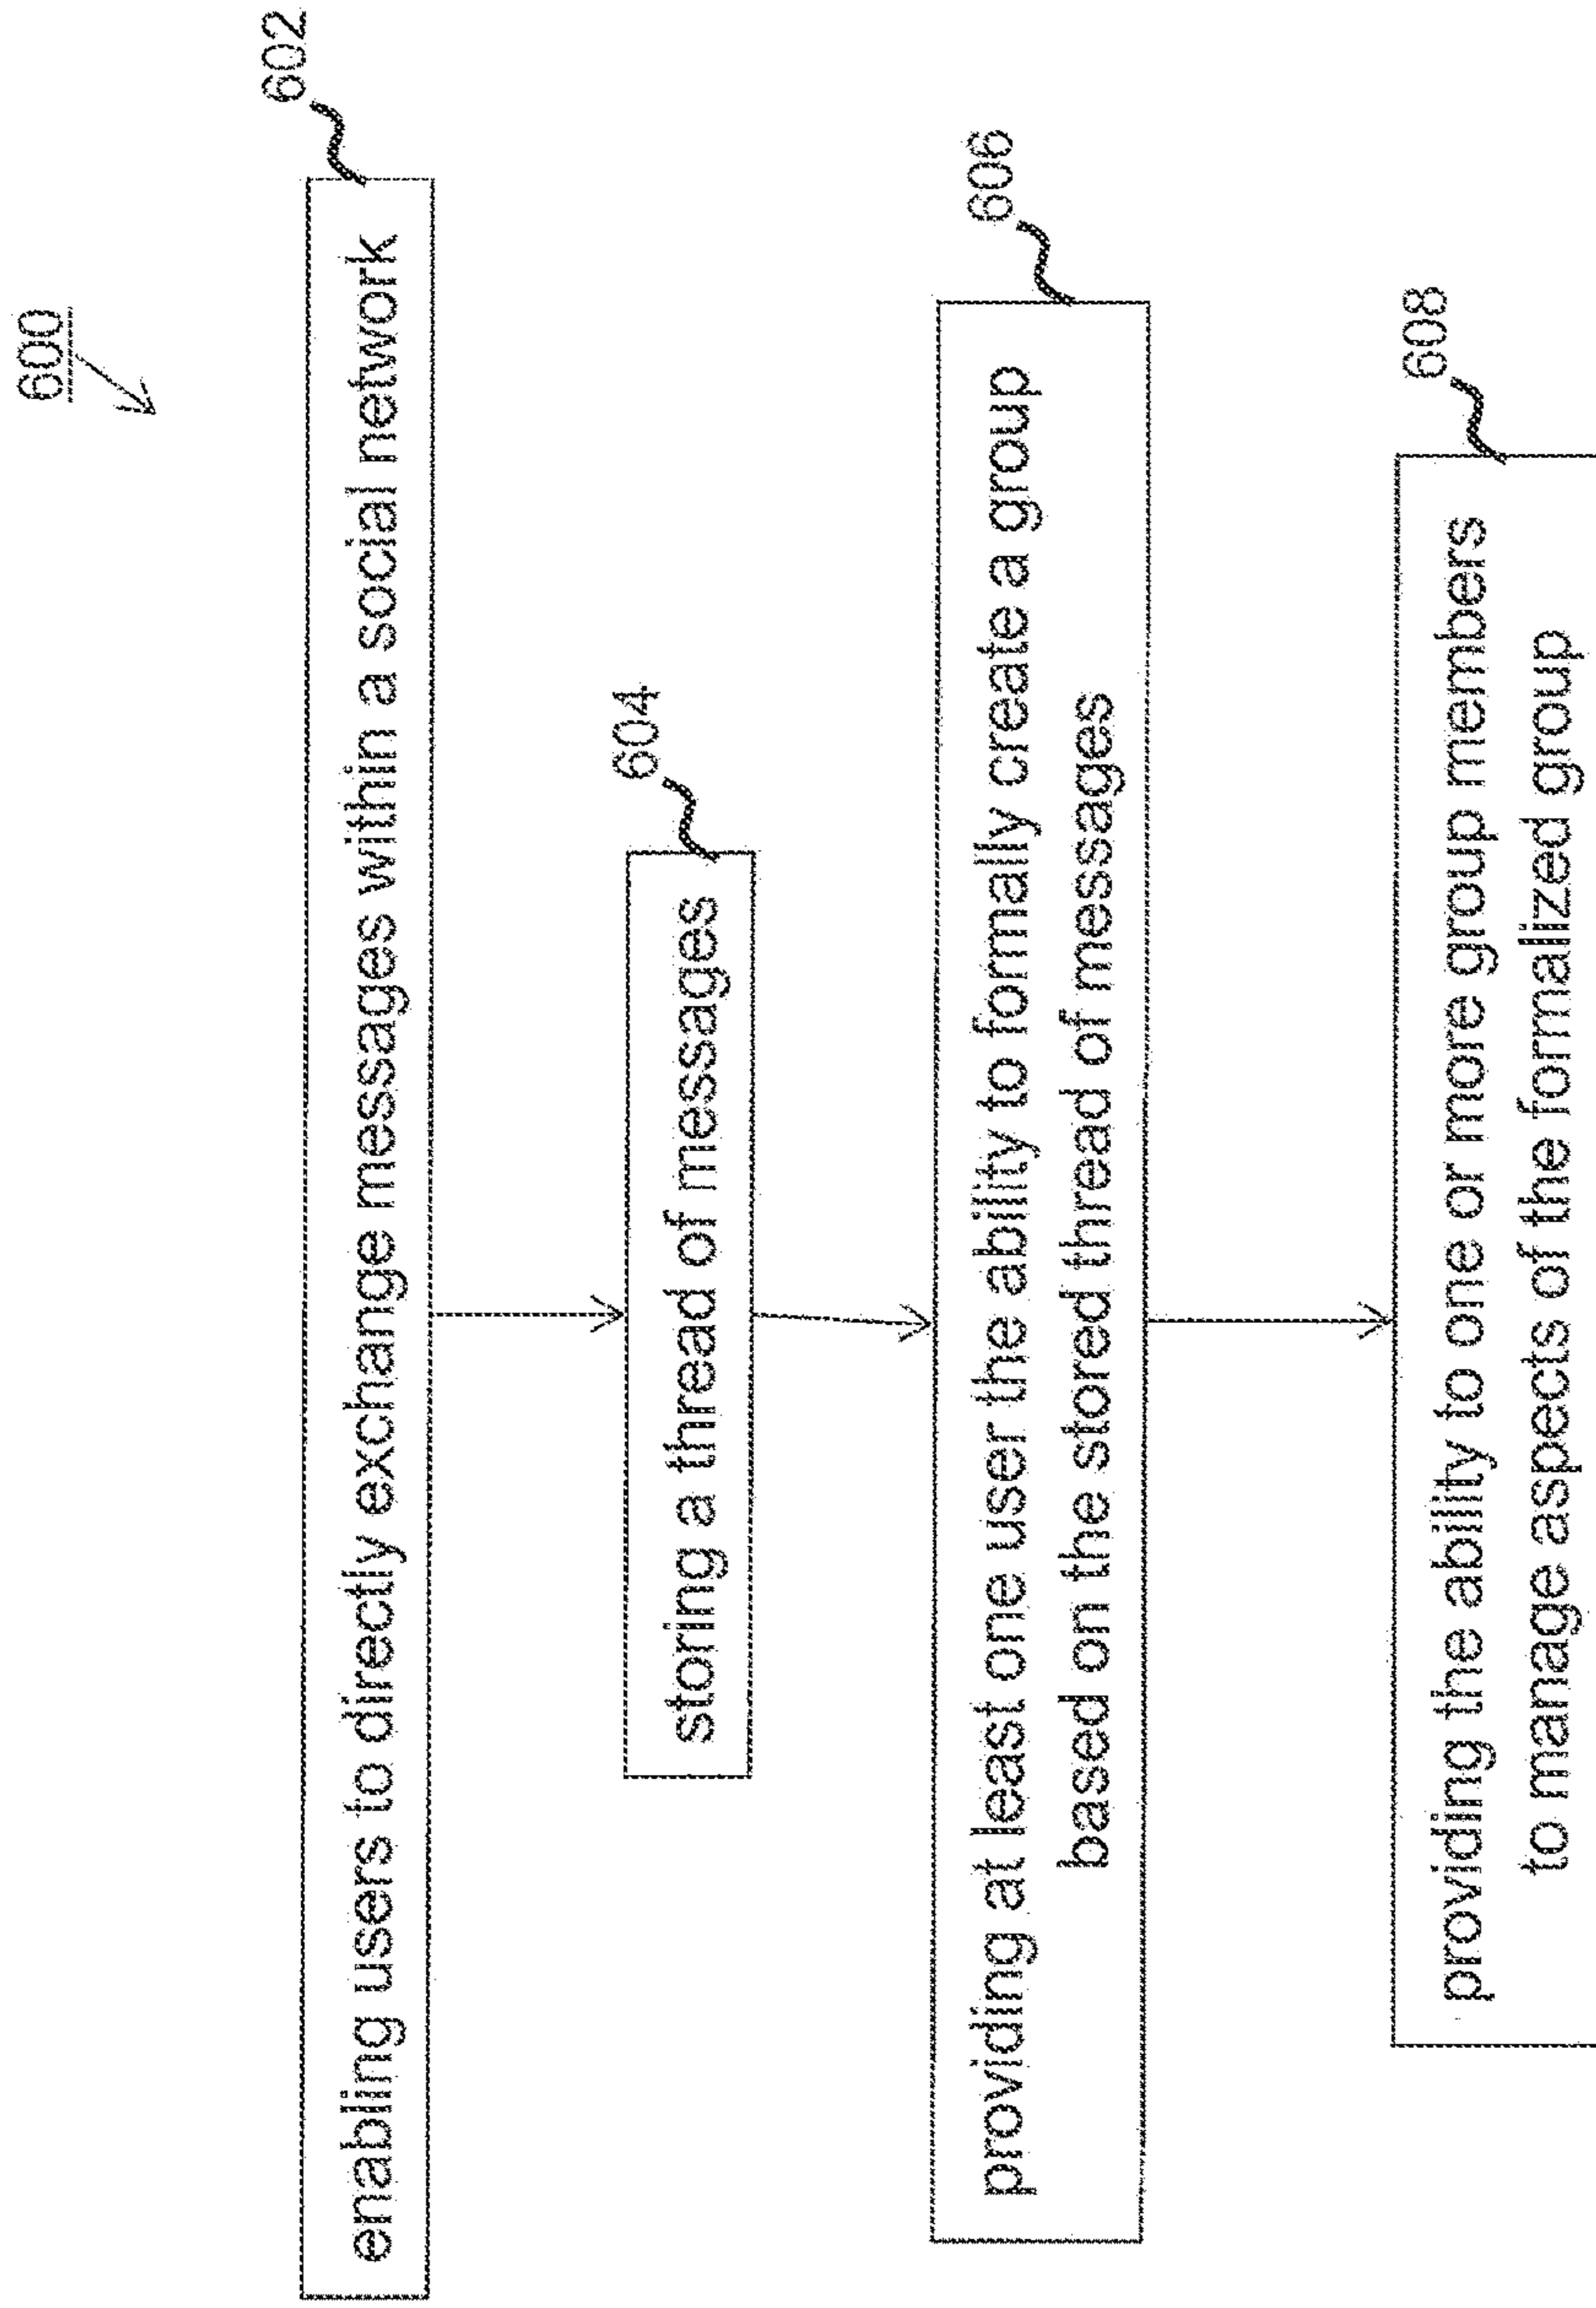 600
602
enabling users to directly exchange messages within a social network
604
storing a thread of messages
606
providing at least one user the ability to formally create a group
based on the stored thread of messages
608
providing the ability to one or more group members
to manage aspects of the formalized group